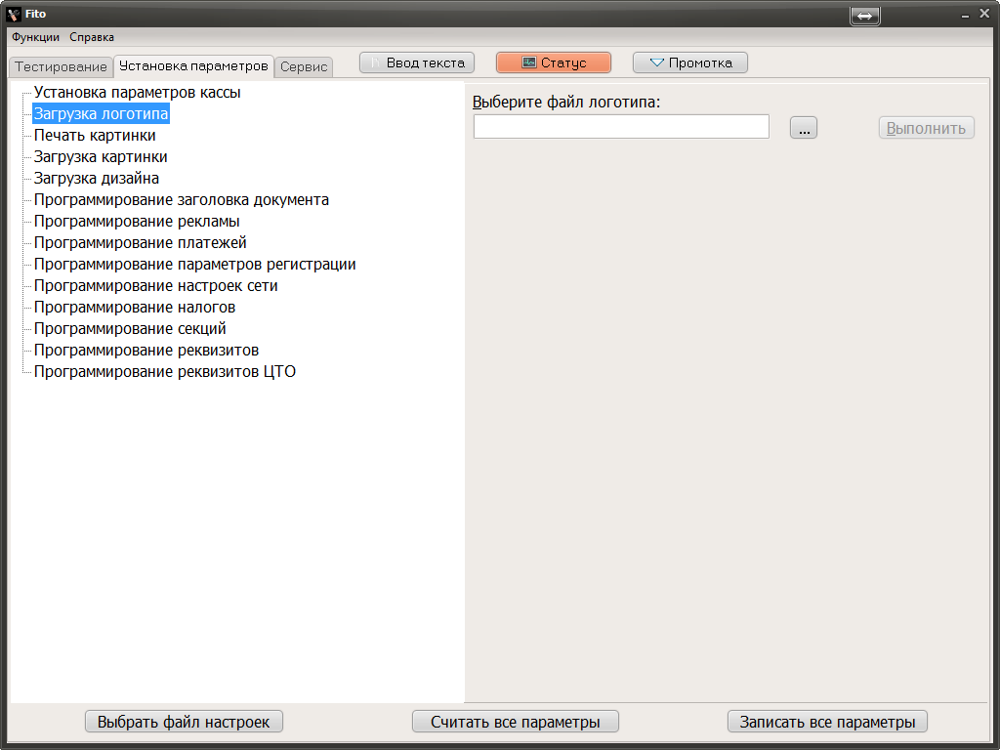 Fito
Функции Справка
Тестирование Установка параметров Сервис Ввод текста Статус Промотка
Установка параметров кассы
Загрузка логотипа
Печать картинки
Загрузка картинки
Загрузка дизайна
Программирование заголовка документа
Программирование рекламы
Программирование платежей
Программирование параметров регистрации
Программирование настроек сети
Программирование налогов
Программирование секций
Программирование реквизитов
Программирование реквизитов ЦТО
Выберите файл логотипа:
... Выполнить
Выбрать файл настроек Считать все параметры Записать все параметры